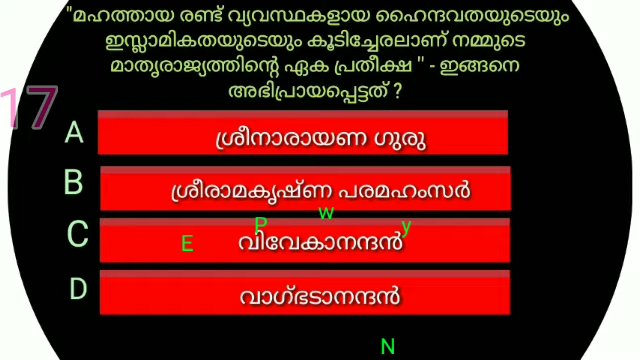 "മഹത്തായ രണ്ട് വ്യവസ്ഥകളായ ഹൈന്ദവതയുടെയും
ഇസ്ലാമികതയുടെയും കൂടിച്ചേരലാണ് നമ്മുടെ
മാതൃരാജ്യത്തിന്റെ ഏക പ്രതീക്ഷ " - ഇങ്ങനെ
അഭിപ്രായപ്പെട്ടത് ?
17
A ശ്രീനാരായണ ഗുരു
B ശ്രീരാമകൃഷ്ണ പരമഹംസർ
w
P
y
C വിവേകാനന്ദൻ
E
D വാഗ്ഭടാനന്ദൻ
N